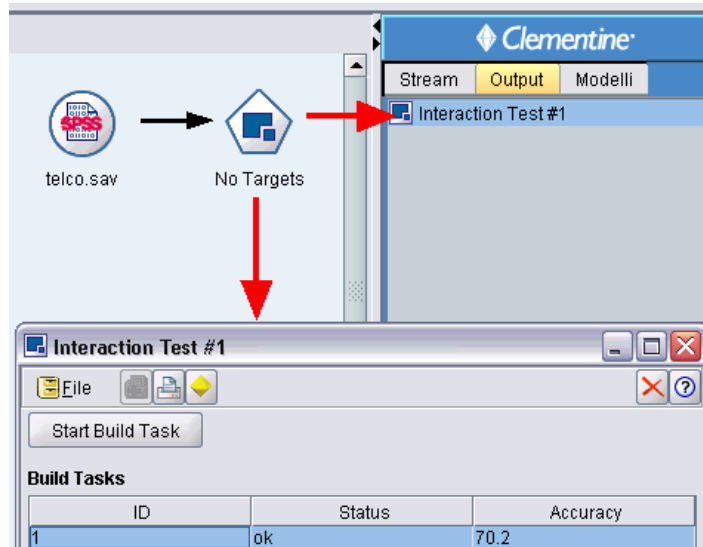 Clementine
Stream Output Modelli
Interaction Test #1
SPSS
telco.sav
No Targets
Interaction Test #1
File
Start Build Task
Build Tasks
ID Status Accuracy
1 ok 70.2